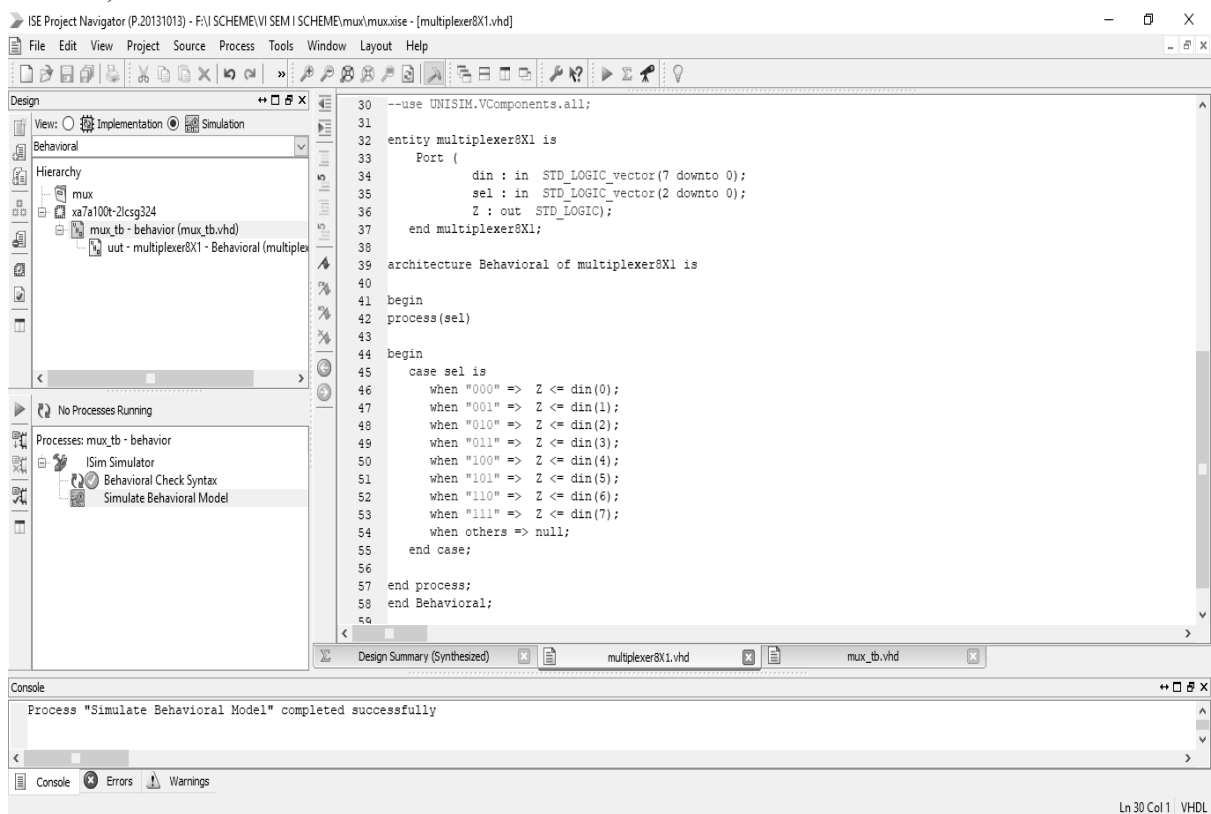 ISE Project Navigator (P.20131013) - F:\I SCHEME\VI SEM I SCHEME\mux\mux.xise - [multiplexer8X1.vhd]
File Edit View Project Source Process Tools Window Layout Help
Design
View: Implementation Simulation
Behavioral
Hierarchy
mux
xa7a100t-2lcsg324
mux_tb - behavior (mux_tb.vhd)
uut - multiplexer8X1 - Behavioral (multiplex
No Processes Running
Processes: mux_tb - behavior
ISim Simulator
Behavioral Check Syntax
Simulate Behavioral Model
30 --use UNISIM.VComponents.all;
31
32 entity multiplexer8X1 is
33 Port (
34 din : in STD_LOGIC_vector(7 downto 0);
35 sel : in STD_LOGIC_vector(2 downto 0);
36 Z : out STD_LOGIC);
37 end multiplexer8X1;
38
39 architecture Behavioral of multiplexer8X1 is
40
41 begin
42 process(sel)
43
44 begin
45 case sel is
46 when "000" => Z <= din(0);
47 when "001" => Z <= din(1);
48 when "010" => Z <= din(2);
49 when "011" => Z <= din(3);
50 when "100" => Z <= din(4);
51 when "101" => Z <= din(5);
52 when "110" => Z <= din(6);
53 when "111" => Z <= din(7);
54 when others => null;
55 end case;
56
57 end process;
58 end Behavioral;
59
Design Summary (Synthesized) multiplexer8X1.vhd mux_tb.vhd
Console
Process "Simulate Behavioral Model" completed successfully
Console Errors Warnings
Ln 30 Col 1 VHDL